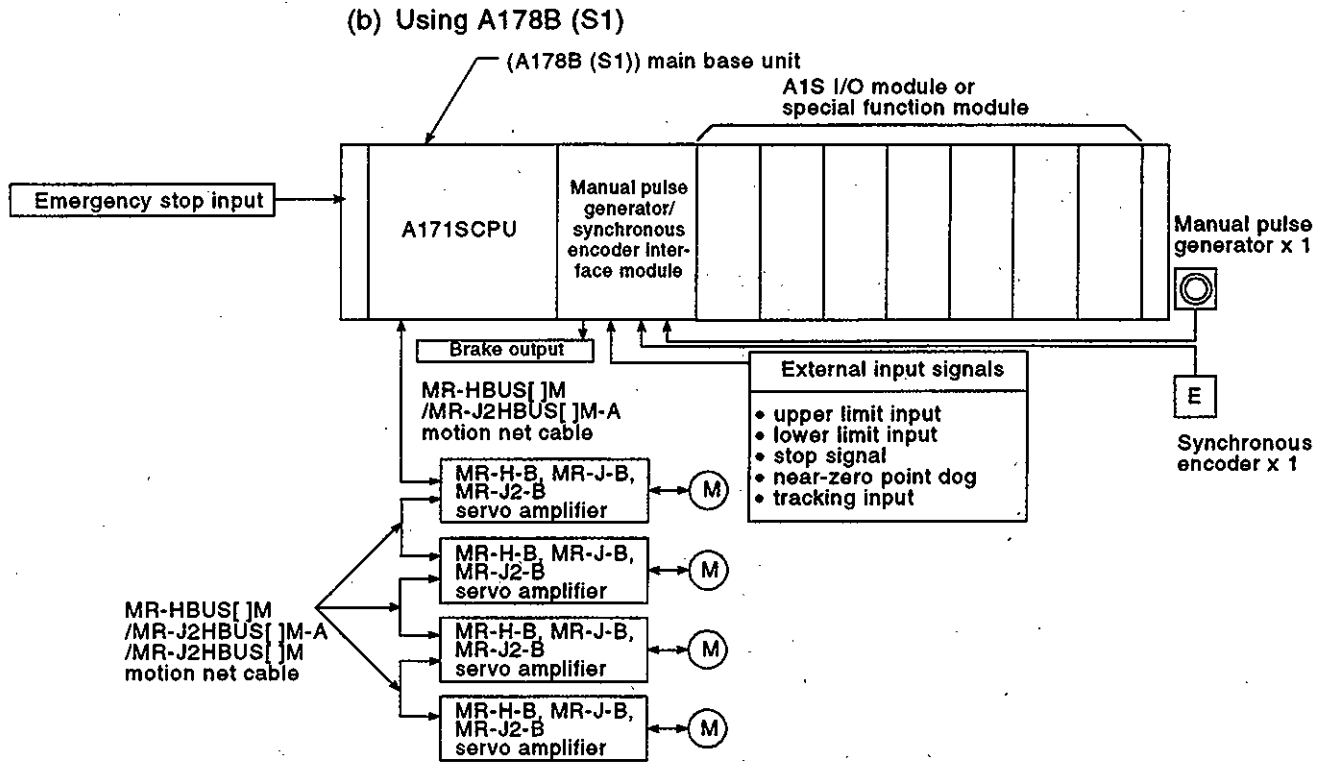 (b) Using A178B (S1)
(A178B (S1)) main base unit
A1S I/O module or
special function module
Emergency stop input
A171SCPU
Manual pulse
generator/
synchronous
encoder inter-
face module
Manual pulse
generator x 1
Brake output
External input signals
• upper limit input
• lower limit input
• stop signal
• near-zero point dog
• tracking input
E
Synchronous
encoder x 1
MR-HBUS[ ]M
/MR-J2HBUS[ ]M-A
motion net cable
MR-H-B, MR-J-B,
MR-J2-B
servo amplifier
M
MR-H-B, MR-J-B,
MR-J2-B
servo amplifier
M
MR-HBUS[ ]M
/MR-J2HBUS[ ]M-A
/MR-J2HBUS[ ]M
motion net cable
MR-H-B, MR-J-B,
MR-J2-B
servo amplifier
M
MR-H-B, MR-J-B,
MR-J2-B
servo amplifier
M